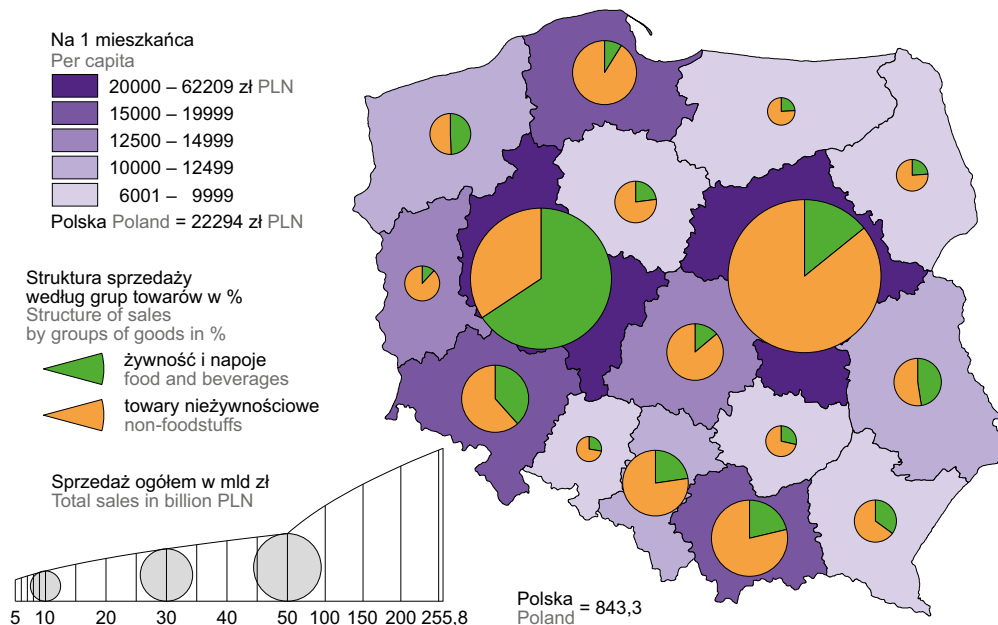 Na 1 mieszkańca
Per capita
20000 – 62209 zł PLN
15000 – 19999
12500 – 14999
10000 – 12499
6001 – 9999
Polska Poland = 22294 zł PLN
Struktura sprzedaży
według grup towarów w %
Structure of sales
by groups of goods in %
żywność i napoje
food and beverages
towary nieżywnościowe
non-foodstuffs
Sprzedaż ogółem w mld zł
Total sales in billion PLN
5 10 20 30 40 50 100 150 200 255,8
Polska
Poland = 843,3